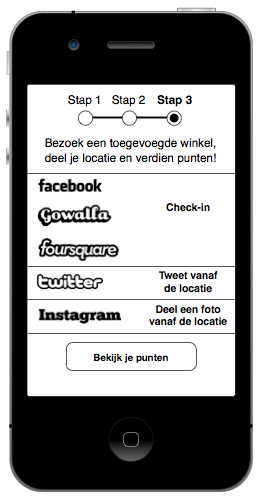 Stap 1 Stap 2 Stap 3
Bezoek een toegevoegde winkel,
deel je locatie en verdien punten!
facebook
Gowalla
Check-in
foursquare
twitter
Tweet vanaf
de locatie
Instagram
Deel een foto
vanaf de locatie
Bekijk je punten